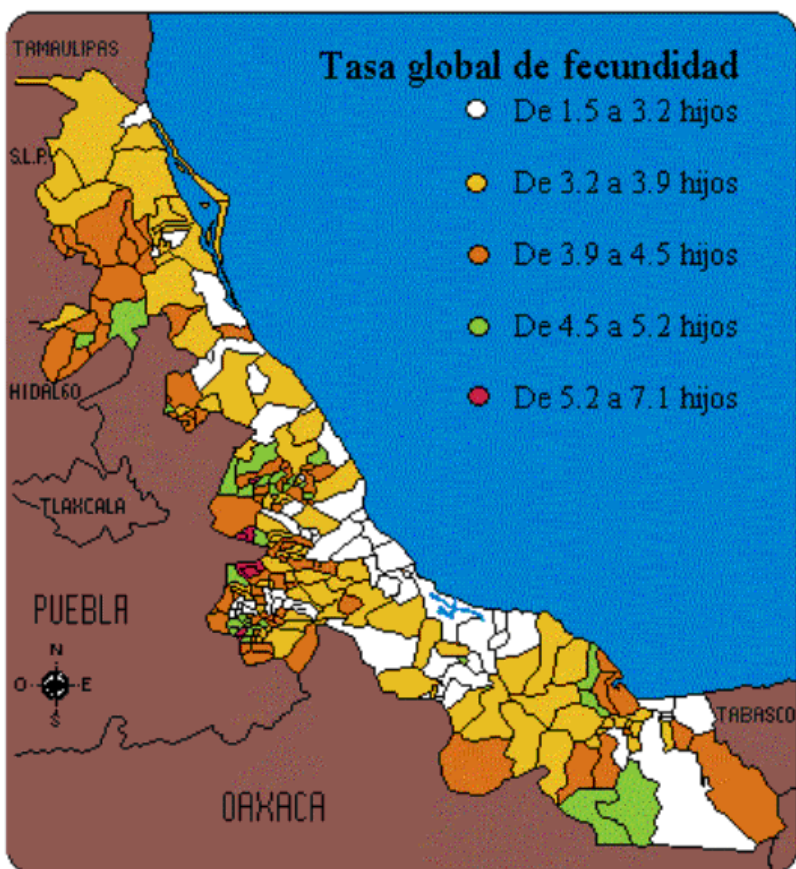 TAMAULIPAS
Tasa global de fecundidad
De 1.5 a 3.2 hijos
S.L.P.
De 3.2 a 3.9 hijos
De 3.9 a 4.5 hijos
De 4.5 a 5.2 hijos
HIDALGO
De 5.2 a 7.1 hijos
TLAXCALA
PUEBLA
N
O E
S
TABASCO
OAXACA